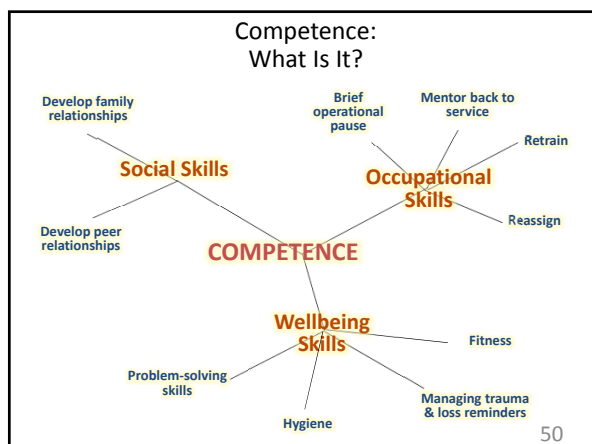 Competence:
What Is It?
Develop family
relationships
Social Skills
Develop peer
relationships
Brief
operational
pause
Mentor back to
service
Retrain
Occupational
Skills
Reassign
COMPETENCE
Wellbeing
Skills
Fitness
Problem-solving
skills
Hygiene
Managing trauma
& loss reminders
50